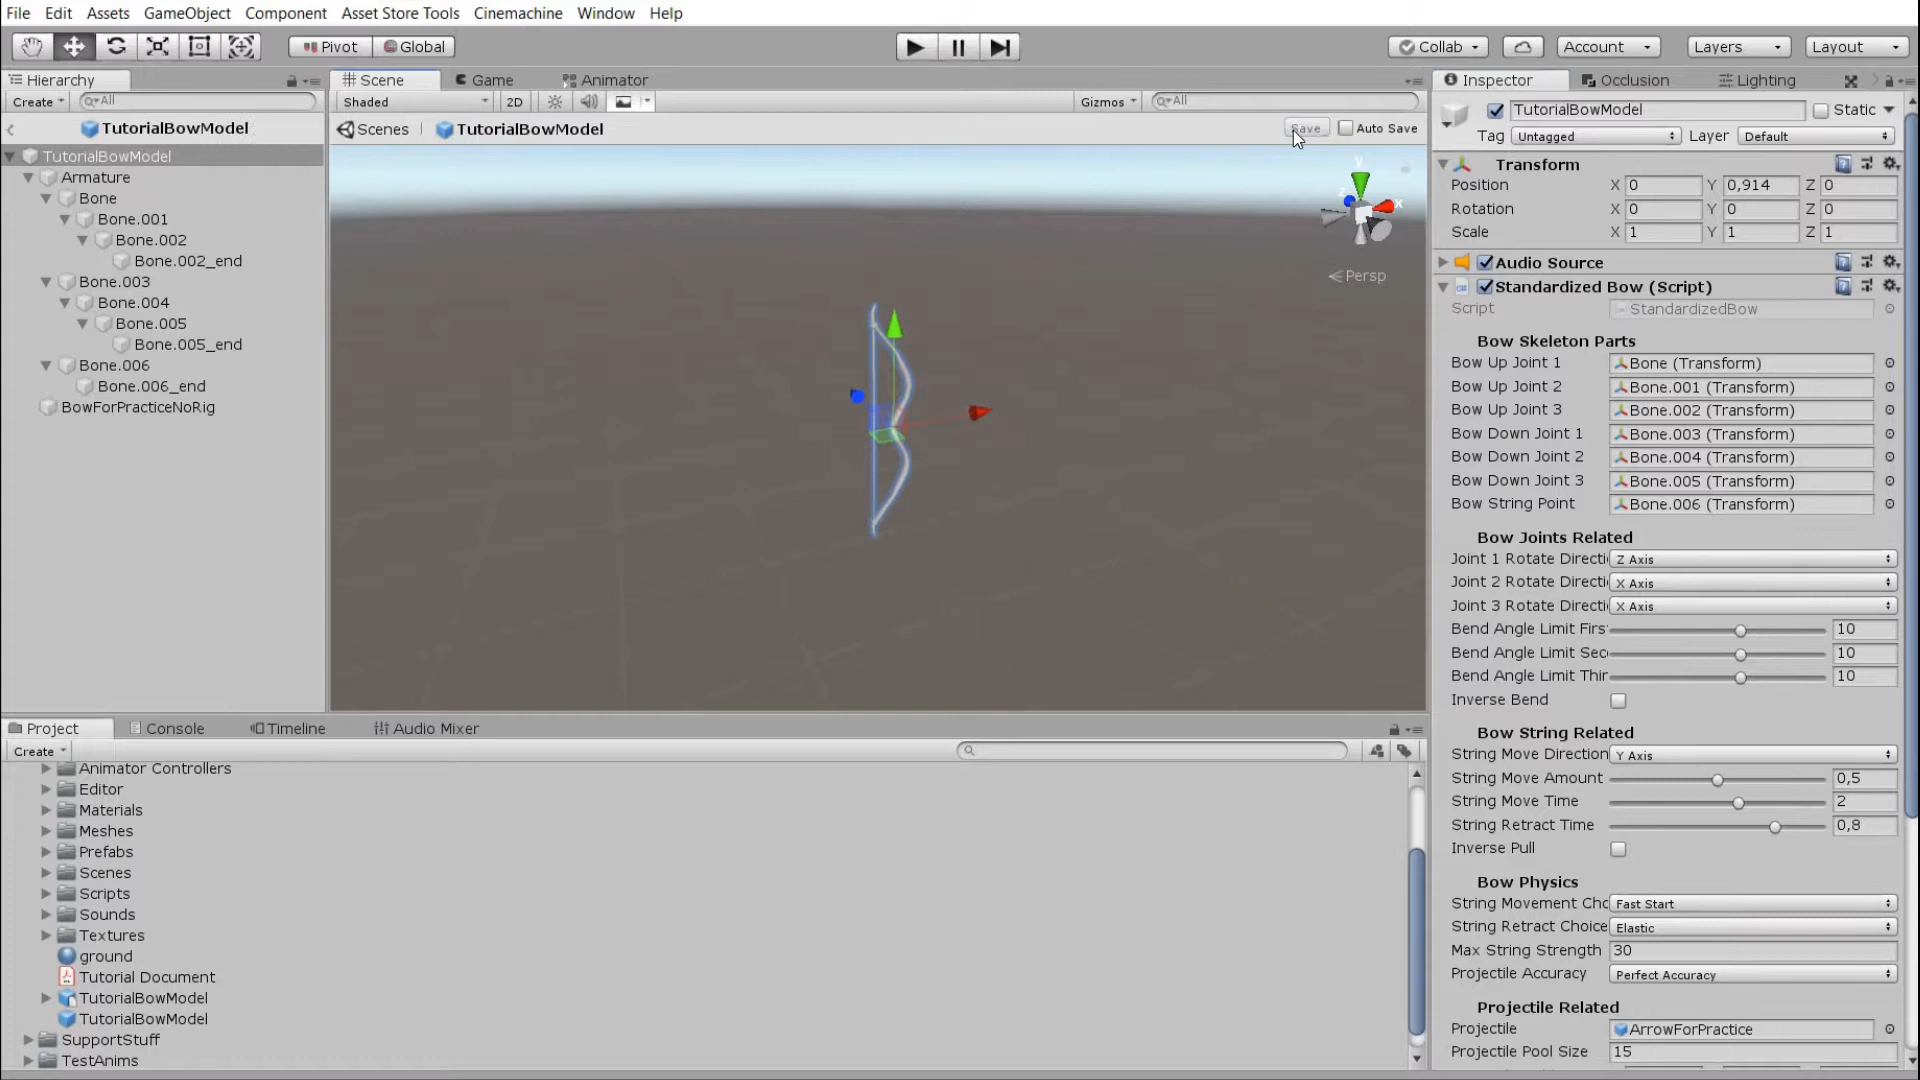 File Edit Assets GameObject Component Asset Store Tools Cinemachine Window Help
Pivot Global Collab Account Layers Layout
Hierarchy
Create All
TutorialBowModel
TutorialBowModel
Armature
Bone
Bone.001
Bone.002
Bone.002_end
Bone.003
Bone.004
Bone.005
Bone.005_end
Bone.006
Bone.006_end
BowForPracticeNoRig
Scene Game Animator
Shaded 2D Gizmos All
Scenes TutorialBowModel Save Auto Save
y
x
z
Persp
Project Console Timeline Audio Mixer
Create
Animator Controllers
Editor
Materials
Meshes
Prefabs
Scenes
Scripts
Sounds
Textures
ground
Tutorial Document
TutorialBowModel
TutorialBowModel
SupportStuff
TestAnims
Inspector Occlusion Lighting
TutorialBowModel Static
Tag Untagged Layer Default
Transform
Position X 0 Y 0,914 Z 0
Rotation X 0 Y 0 Z 0
Scale X 1 Y 1 Z 1
Audio Source
Standardized Bow (Script)
Script StandardizedBow
Bow Skeleton Parts
Bow Up Joint 1 Bone (Transform)
Bow Up Joint 2 Bone.001 (Transform)
Bow Up Joint 3 Bone.002 (Transform)
Bow Down Joint 1 Bone.003 (Transform)
Bow Down Joint 2 Bone.004 (Transform)
Bow Down Joint 3 Bone.005 (Transform)
Bow String Point Bone.006 (Transform)
Bow Joints Related
Joint 1 Rotate Directi Z Axis
Joint 2 Rotate Directi X Axis
Joint 3 Rotate Directi X Axis
Bend Angle Limit Firs 10
Bend Angle Limit Sec 10
Bend Angle Limit Thir 10
Inverse Bend
Bow String Related
String Move Direction Y Axis
String Move Amount 0,5
String Move Time 2
String Retract Time 0,8
Inverse Pull
Bow Physics
String Movement Chc Fast Start
String Retract Choice Elastic
Max String Strength 30
Projectile Accuracy Perfect Accuracy
Projectile Related
Projectile ArrowForPractice
Projectile Pool Size 15